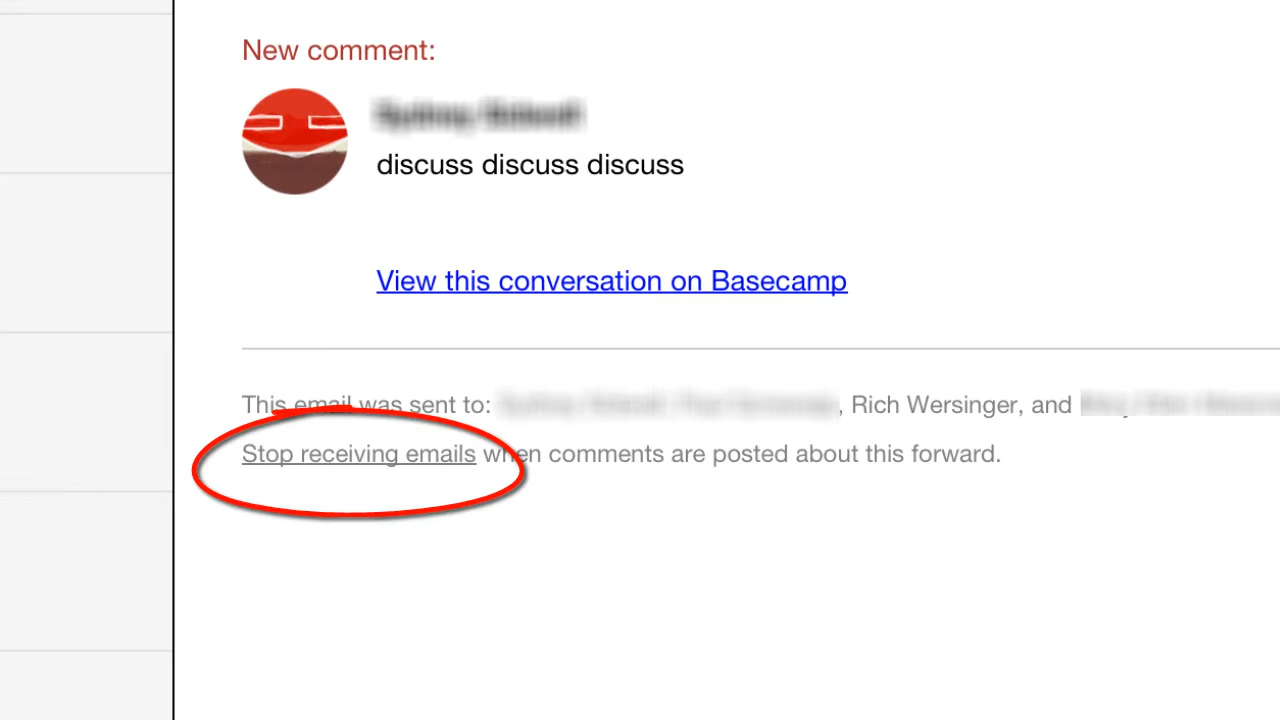 New comment:
discuss discuss discuss
View this conversation on Basecamp
This email was sent to: , Rich Wersinger, and
Stop receiving emails when comments are posted about this forward.